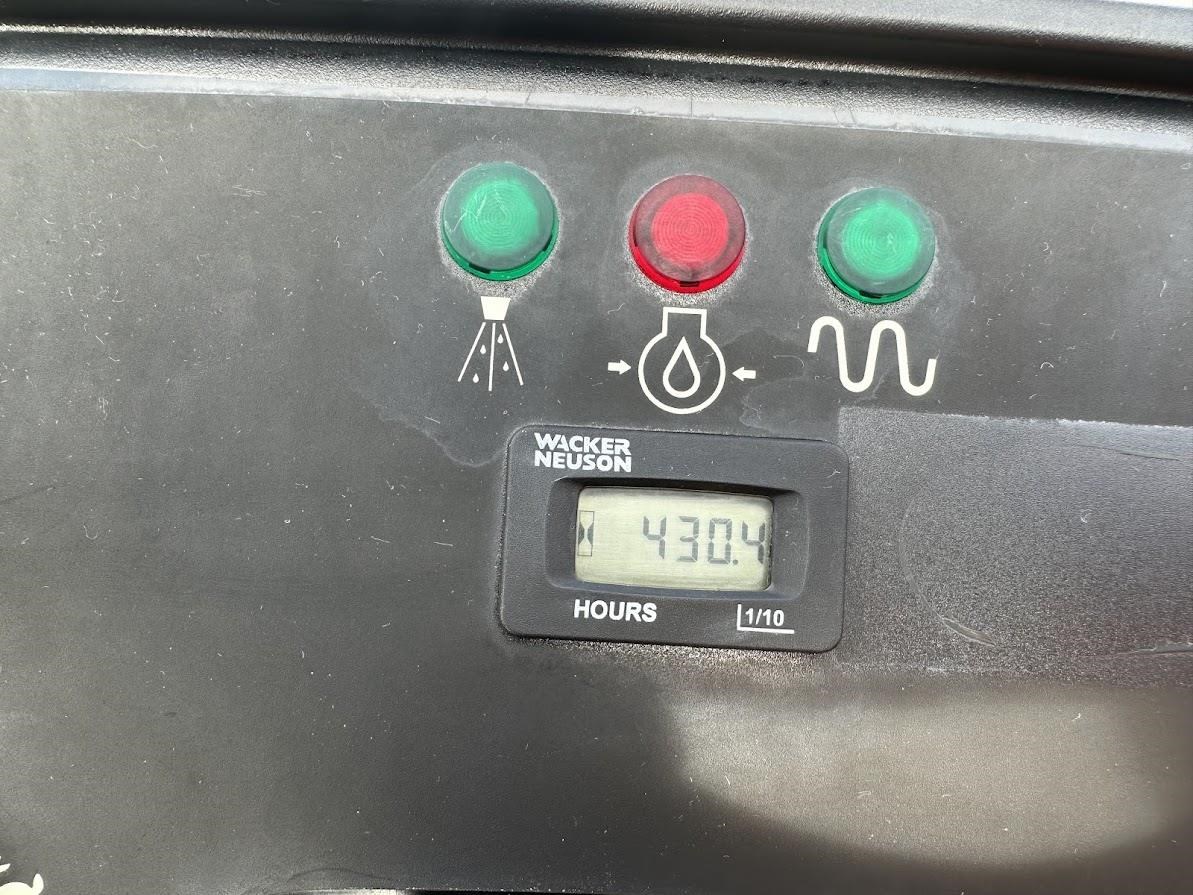 WACKER
NEUSON
430.4
HOURS
1/10